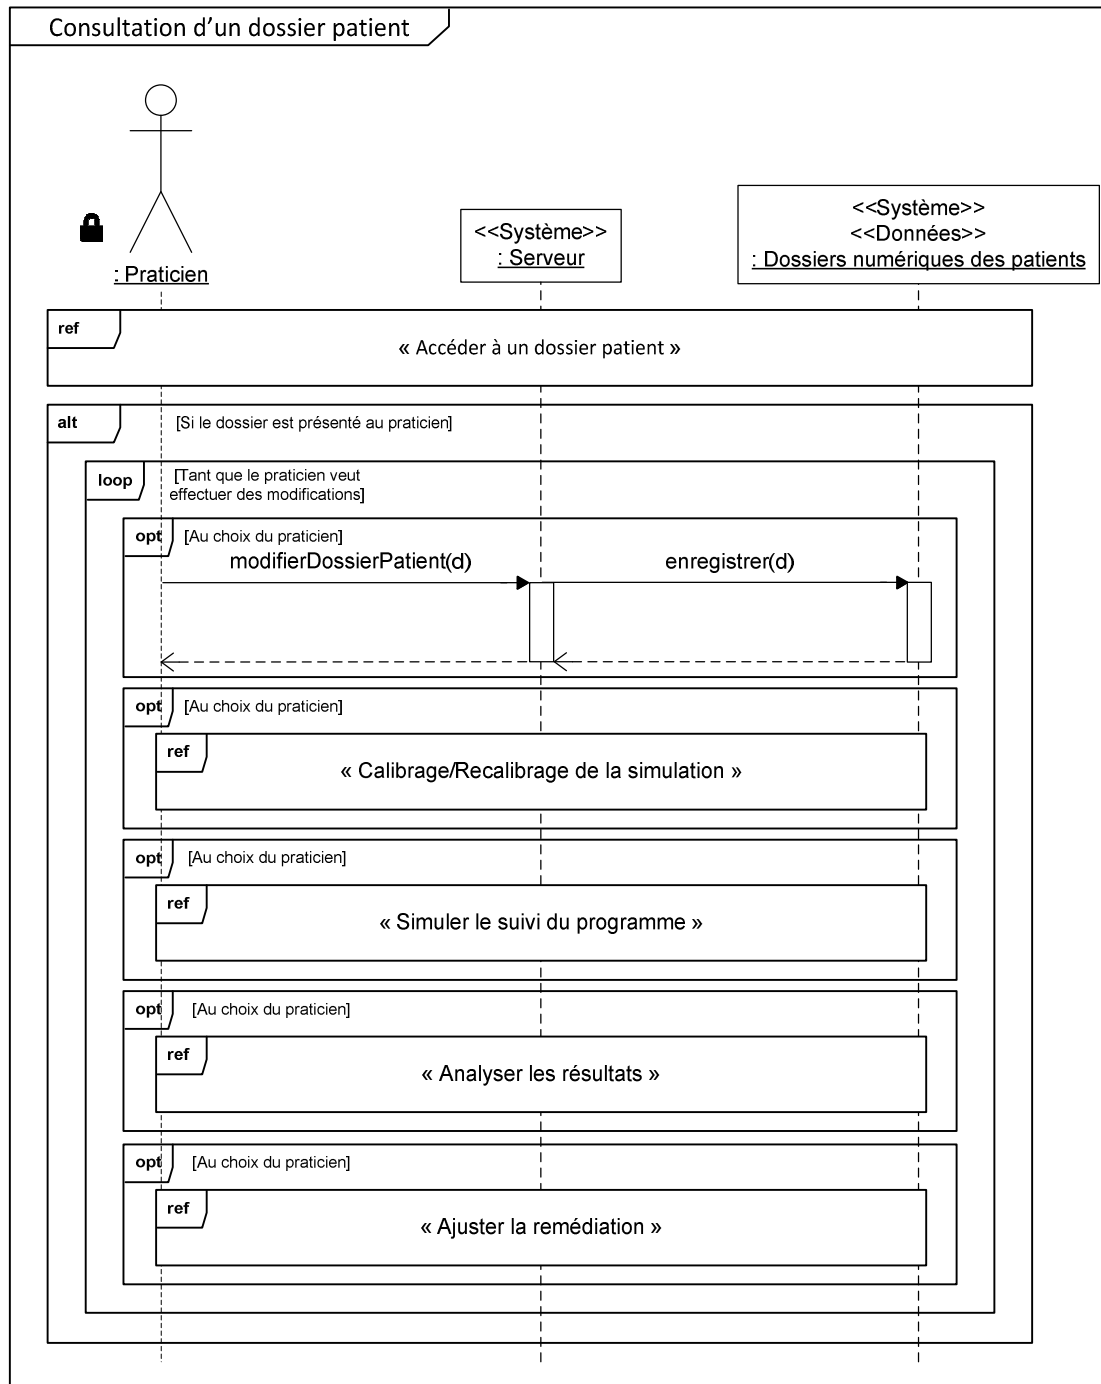 Consultation d’un dossier patient
: Praticien
<<Système>>
: Serveur
<<Système>>
<<Données>>
: Dossiers numériques des patients
ref
« Accéder à un dossier patient »
alt
[Si le dossier est présenté au praticien]
loop
[Tant que le praticien veut
effectuer des modifications]
opt
[Au choix du praticien]
modifierDossierPatient(d)
enregistrer(d)
opt
[Au choix du praticien]
ref
« Calibrage/Recalibrage de la simulation »
opt
[Au choix du praticien]
ref
« Simuler le suivi du programme »
opt
[Au choix du praticien]
ref
« Analyser les résultats »
opt
[Au choix du praticien]
ref
« Ajuster la remédiation »